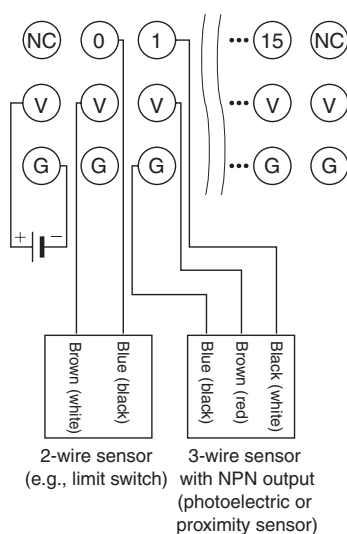 NC 0 1 ••• 15 NC
V V V ••• V V
G G G ••• G G
+ −
Brown (white)
Blue (black)
Blue (black)
Brown (red)
Black (white)
2-wire sensor
(e.g., limit switch)
3-wire sensor
with NPN output
(photoelectric or
proximity sensor)